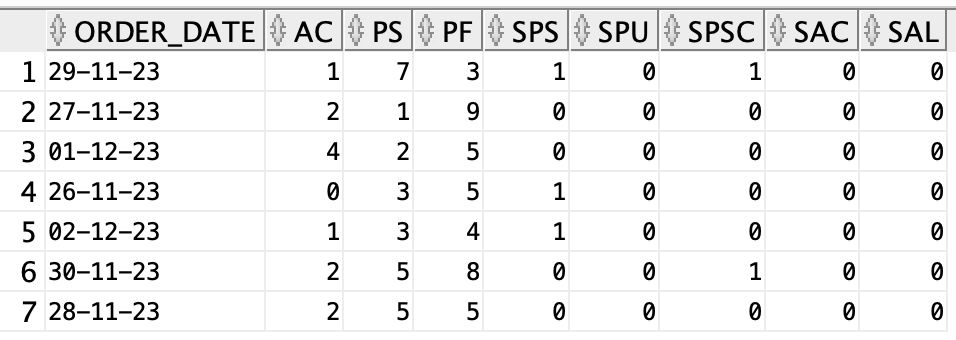 ORDER_DATE AC PS PF SPS SPU SPSC SAC SAL
1 29-11-23 1 7 3 1 0 1 0 0
2 27-11-23 2 1 9 0 0 0 0 0
3 01-12-23 4 2 5 0 0 0 0 0
4 26-11-23 0 3 5 1 0 0 0 0
5 02-12-23 1 3 4 1 0 0 0 0
6 30-11-23 2 5 8 0 0 1 0 0
7 28-11-23 2 5 5 0 0 0 0 0